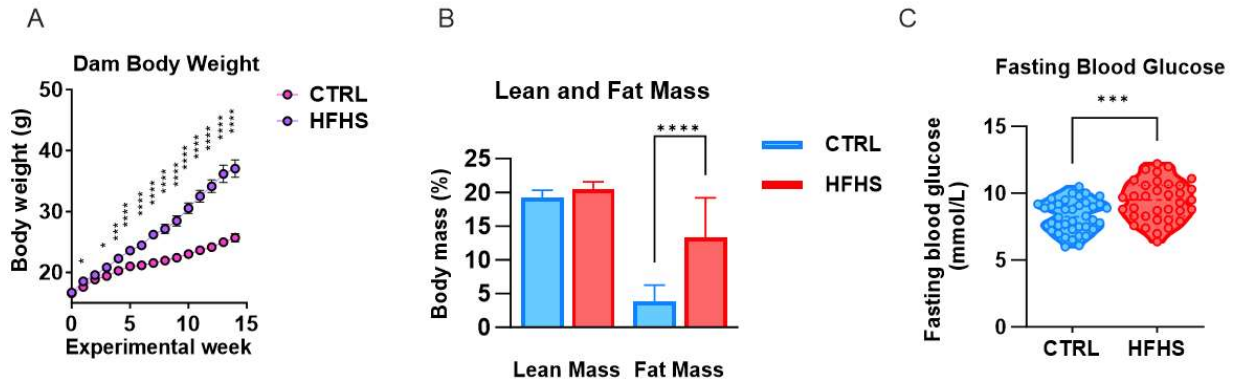 A
Dam Body Weight
50
40
30
20
Body weight (g)
0 5 10 15
Experimental week
CTRL
HFHS
*
*
***
****
****
****
****
****
****
****
****
****
****
B
Lean and Fat Mass
****
25
20
15
10
5
0
Body mass (%)
Lean Mass Fat Mass
CTRL
HFHS
C
Fasting Blood Glucose
***
15
10
5
0
Fasting blood glucose
(mmol/L)
CTRL HFHS